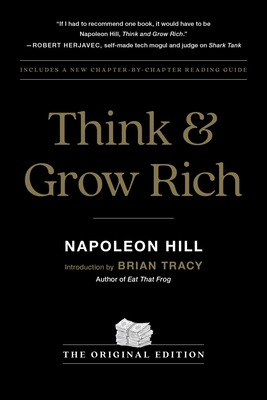 "If I had to recommend one book, it would have to be
Napoleon Hill, Think and Grow Rich."
—ROBERT HERJAVEC, self-made tech mogul and judge on Shark Tank
INCLUDES A NEW CHAPTER-BY-CHAPTER READING GUIDE
Think &
Grow Rich
NAPOLEON HILL
Introduction by BRIAN TRACY
Author of Eat That Frog
THE ORIGINAL EDITION